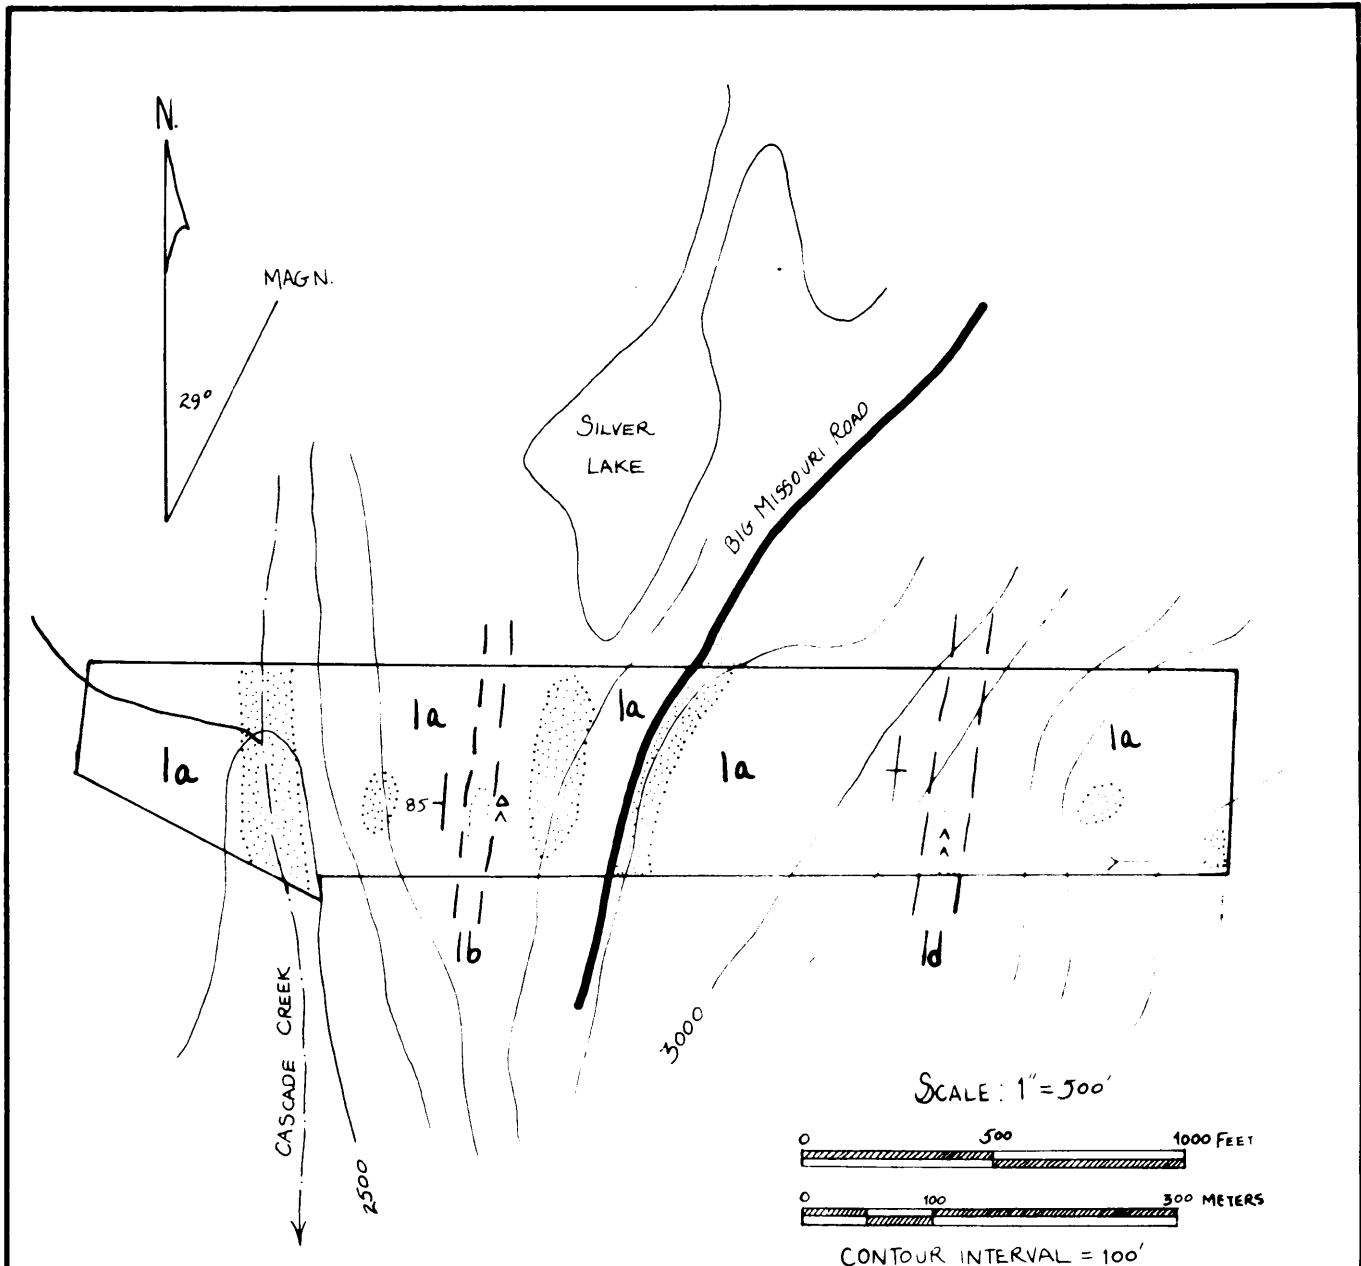 N.
MAGN.
29°
SILVER
LAKE
BIG MISSOURI ROAD
1a
1a
1a
1a
1a
85
1b
1d
CASCADE CREEK
2500
3000
SCALE: 1"=500'
0 500 1000 FEET
0 100 300 METERS
CONTOUR INTERVAL = 100'